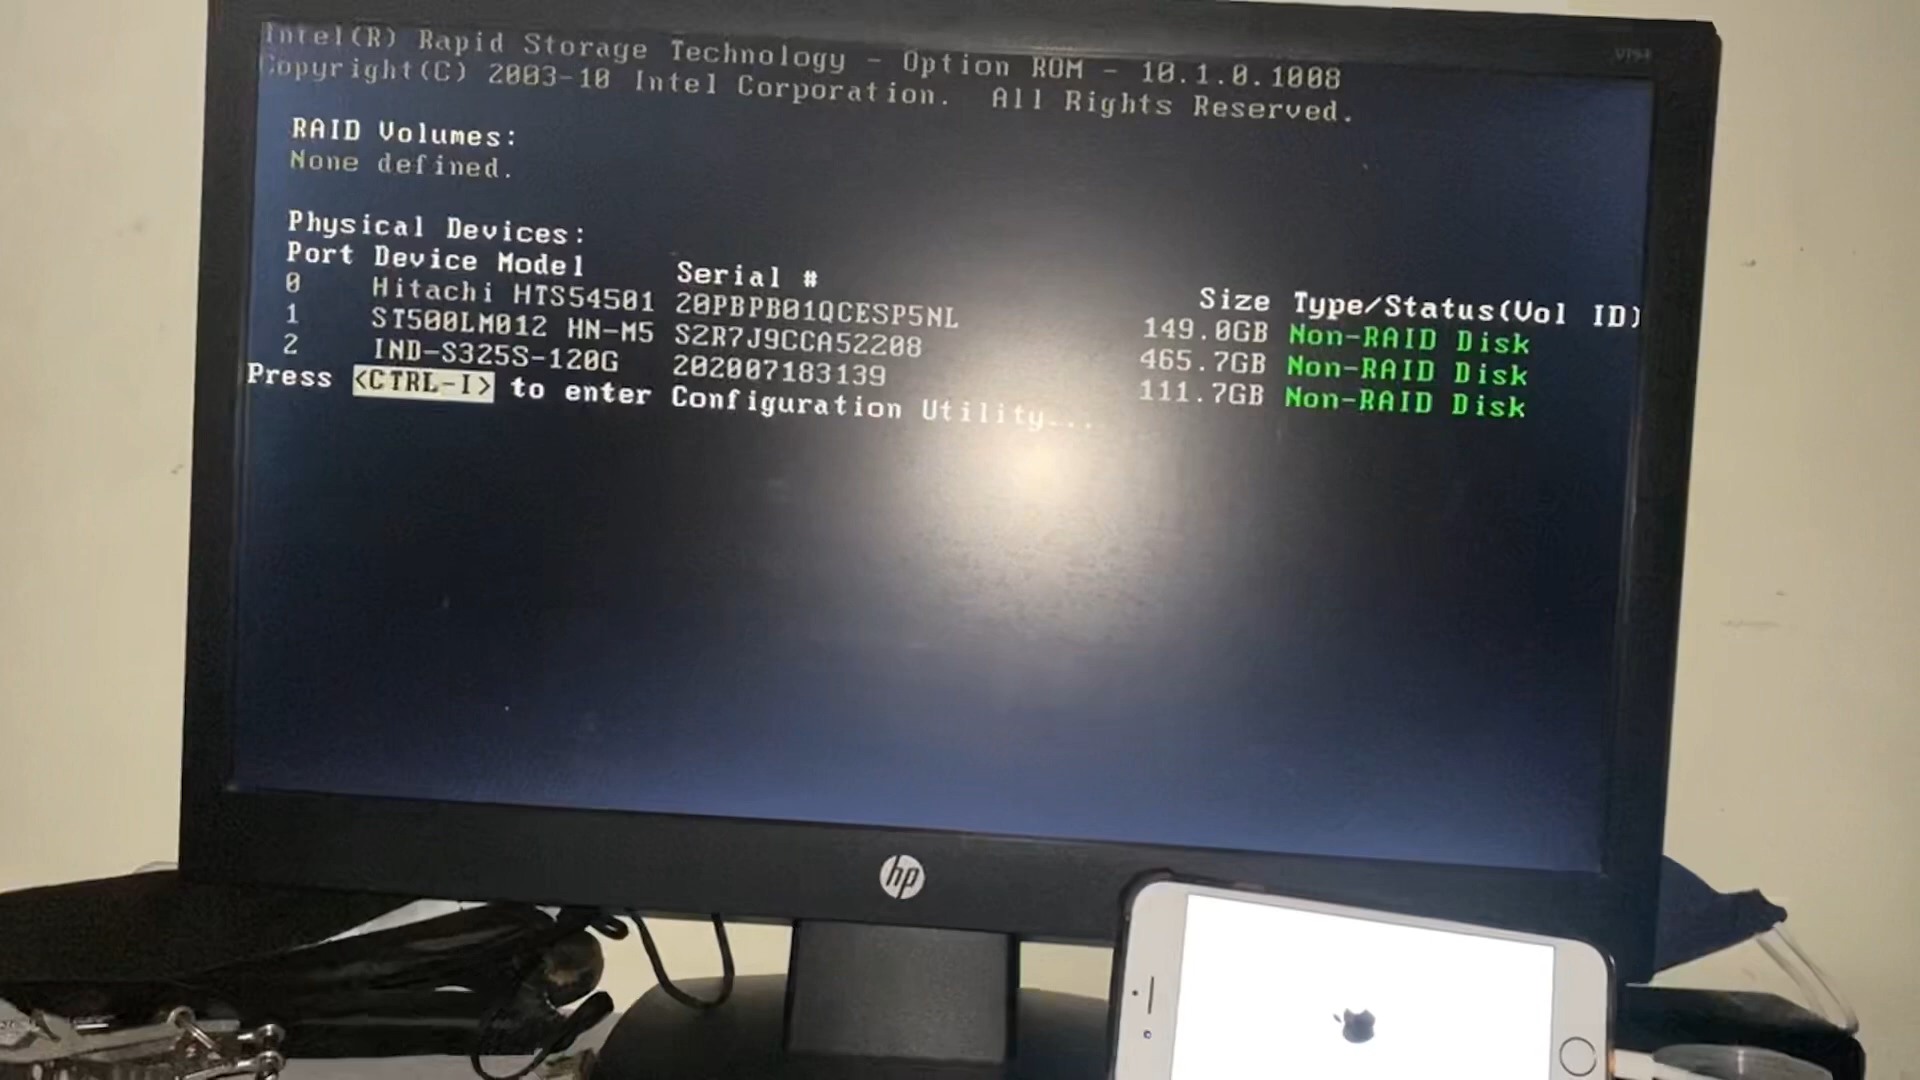 Intel(R) Rapid Storage Technology - Option ROM - 10.1.0.1008
Copyright(C) 2003-10 Intel Corporation. All Rights Reserved.
RAID Volumes:
None defined.
Physical Devices:
Port Device Model Serial # Size Type/Status(Vol ID)
0 Hitachi HTS54501 20PBPB01QCESP5NL 149.0GB Non-RAID Disk
1 ST500LM012 HN-M5 S2R7J9CCA52208 465.7GB Non-RAID Disk
2 IND-S325S-120G 202007183139 111.7GB Non-RAID Disk
Press <CTRL-I> to enter Configuration Utility...
hp